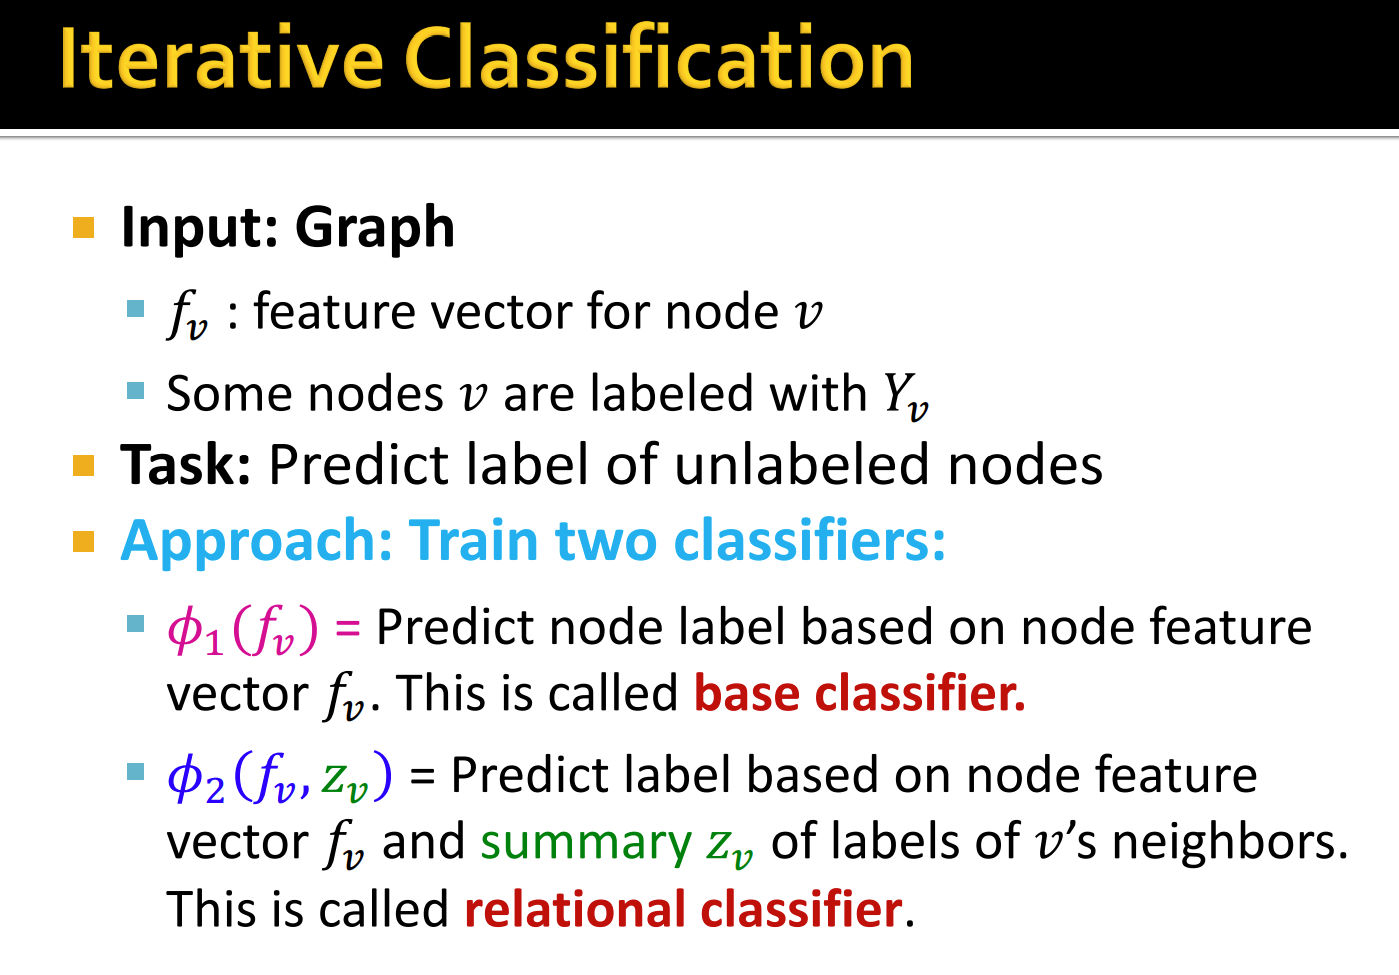 Iterative Classification
Input: Graph
f_v : feature vector for node v
Some nodes v are labeled with Y_v
Task: Predict label of unlabeled nodes
Approach: Train two classifiers:
ϕ_1(f_v) = Predict node label based on node feature
vector f_v. This is called base classifier.
ϕ_2(f_v, z_v) = Predict label based on node feature
vector f_v and summary z_v of labels of v’s neighbors.
This is called relational classifier.